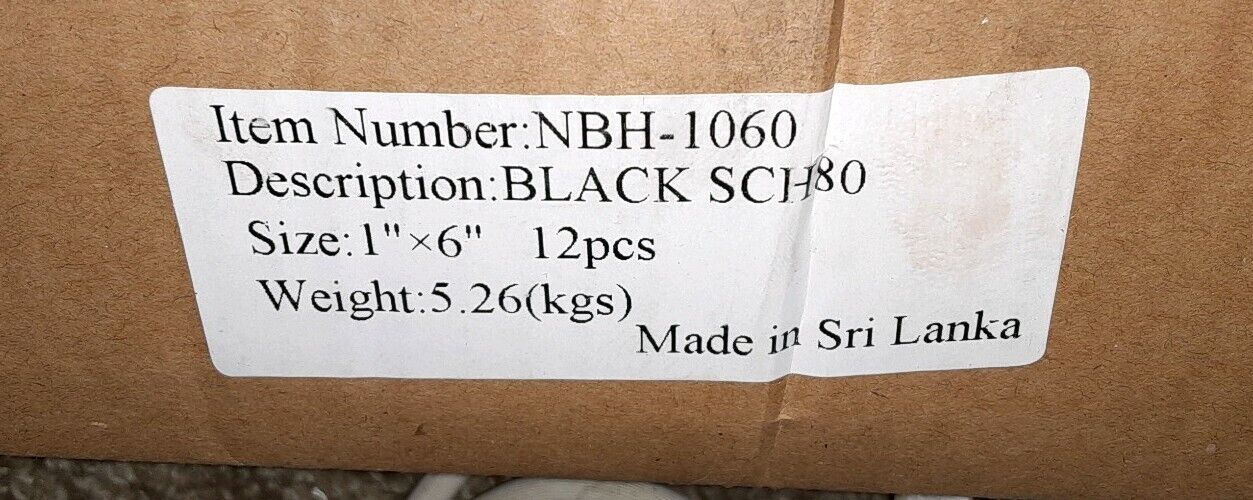 Item Number:NBH-1060
Description:BLACK SCH80
Size:1"×6" 12pcs
Weight:5.26(kgs)
Made in Sri Lanka